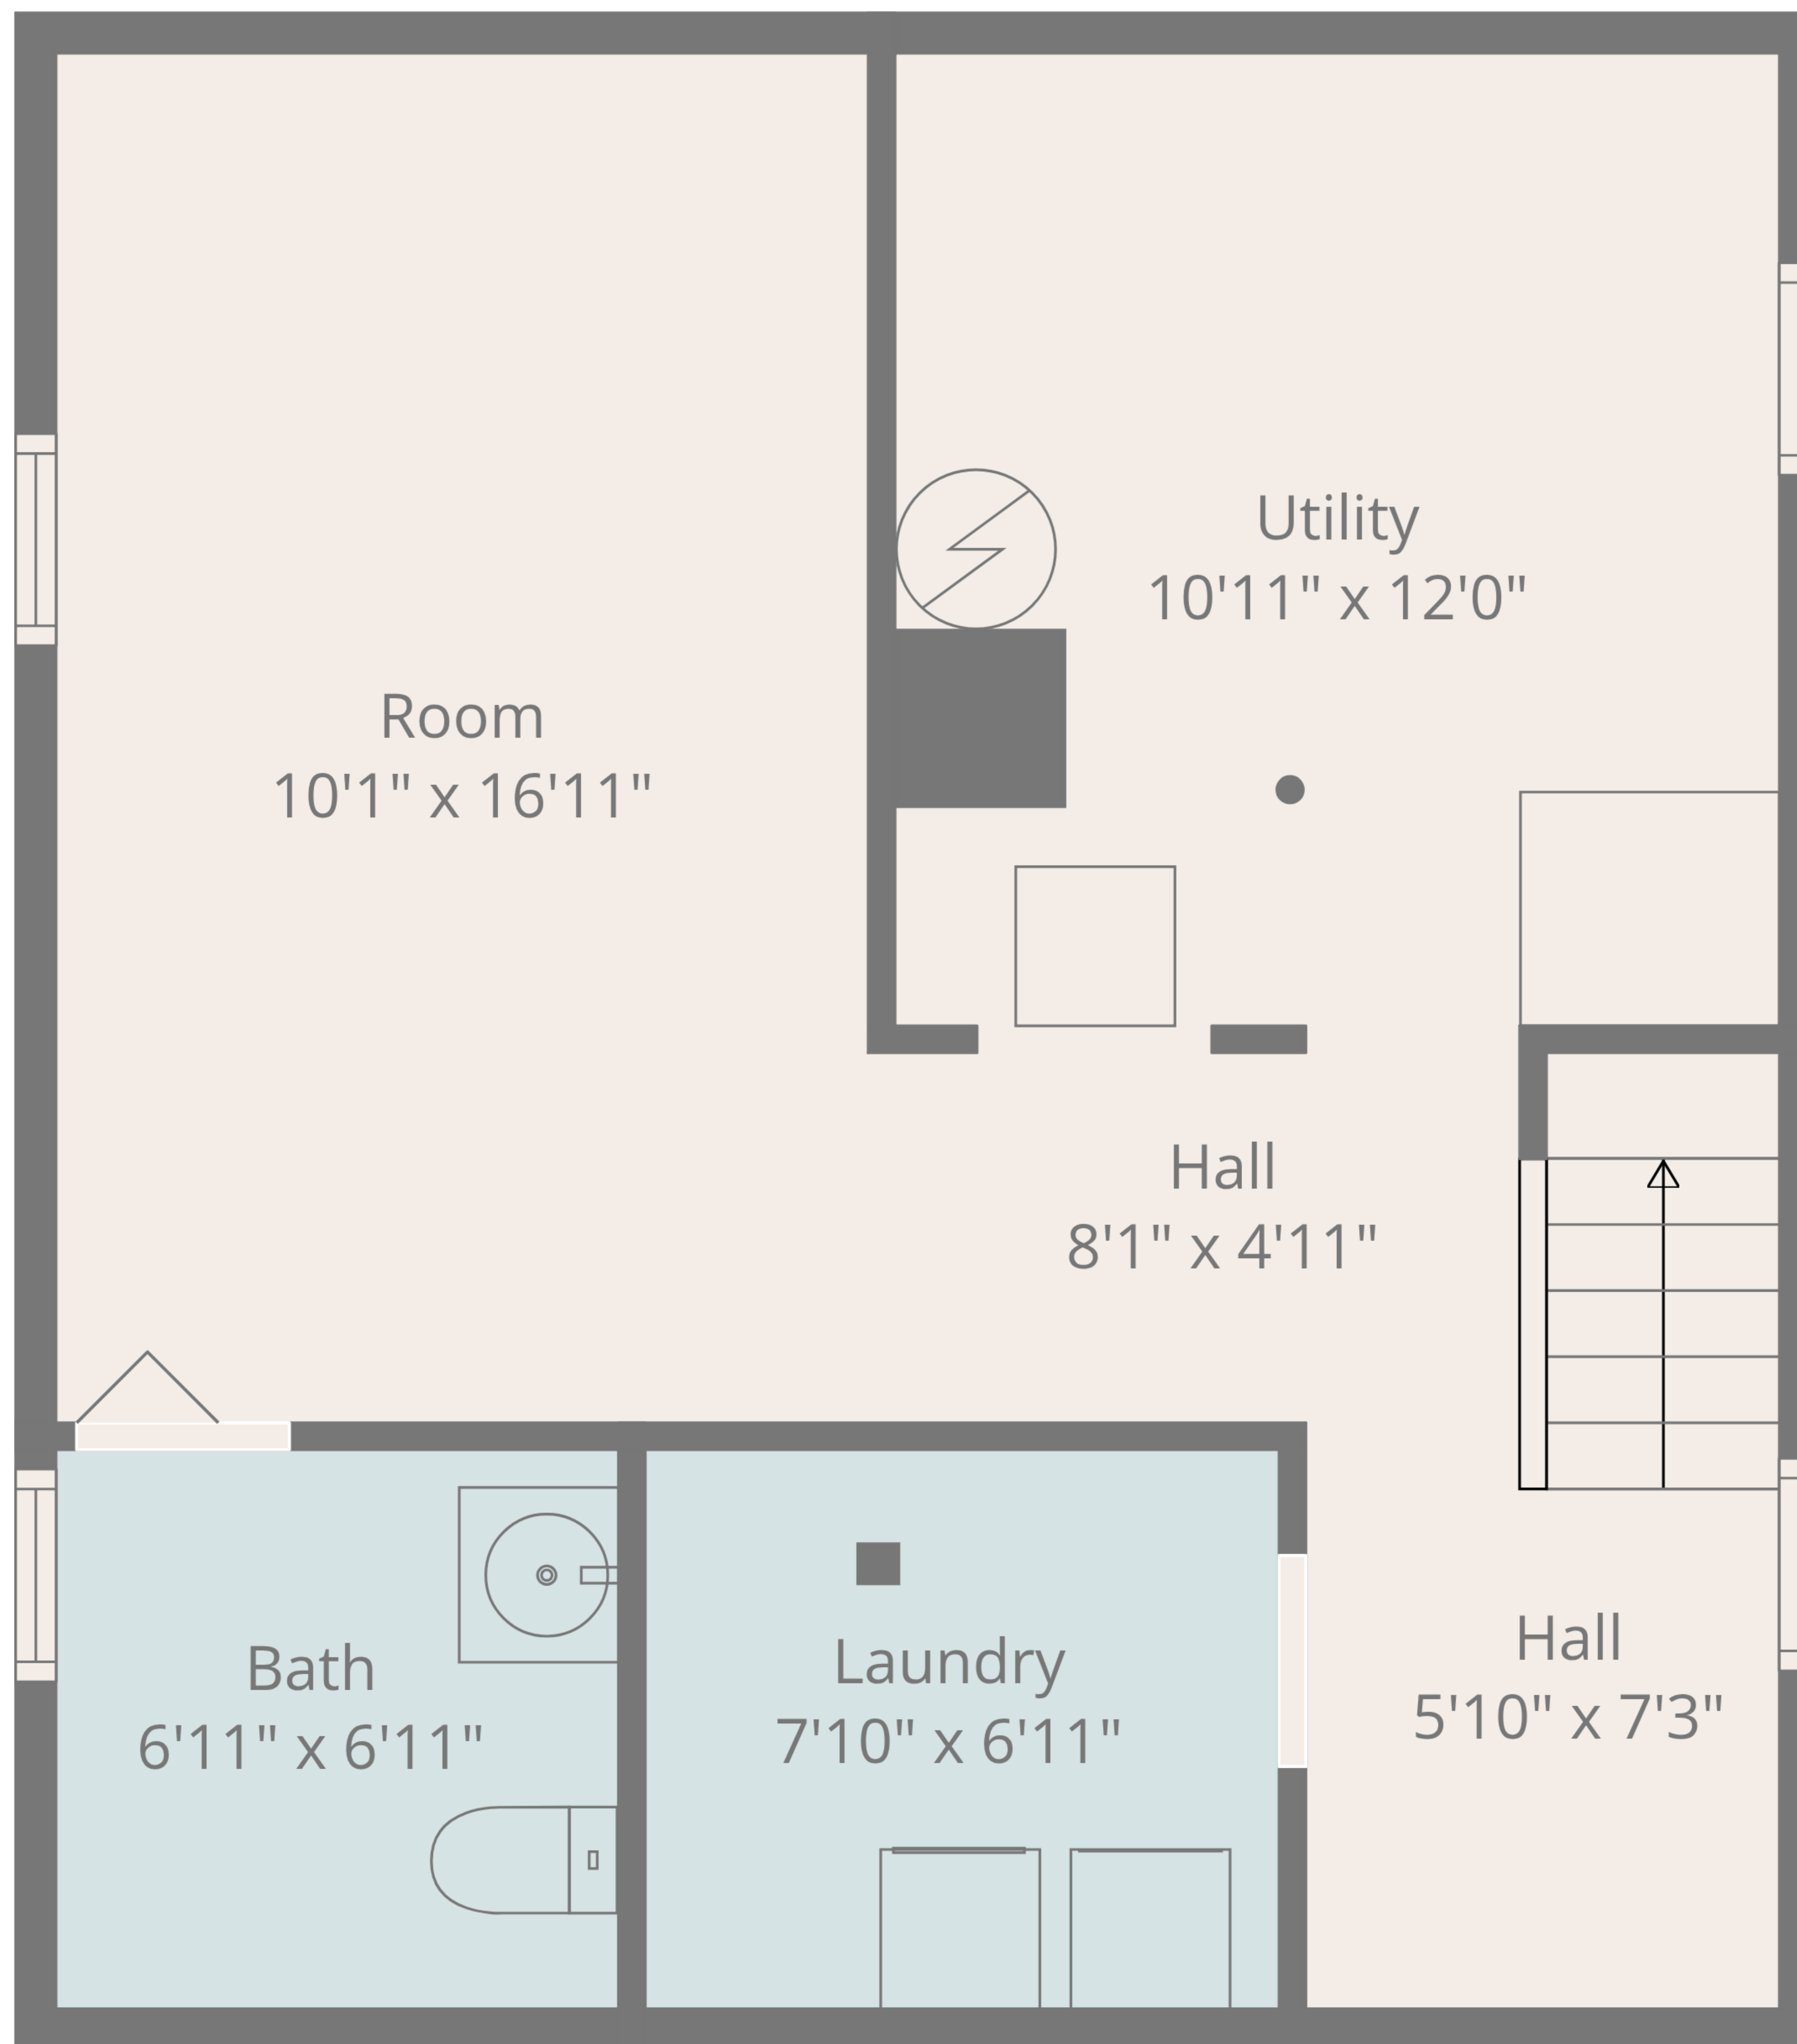 Utility
10'11" x 12'0"
Room
10'1" x 16'11"
Hall
8'1" x 4'11"
Bath
6'11" x 6'11"
Laundry
7'10" x 6'11"
Hall
5'10" x 7'3"